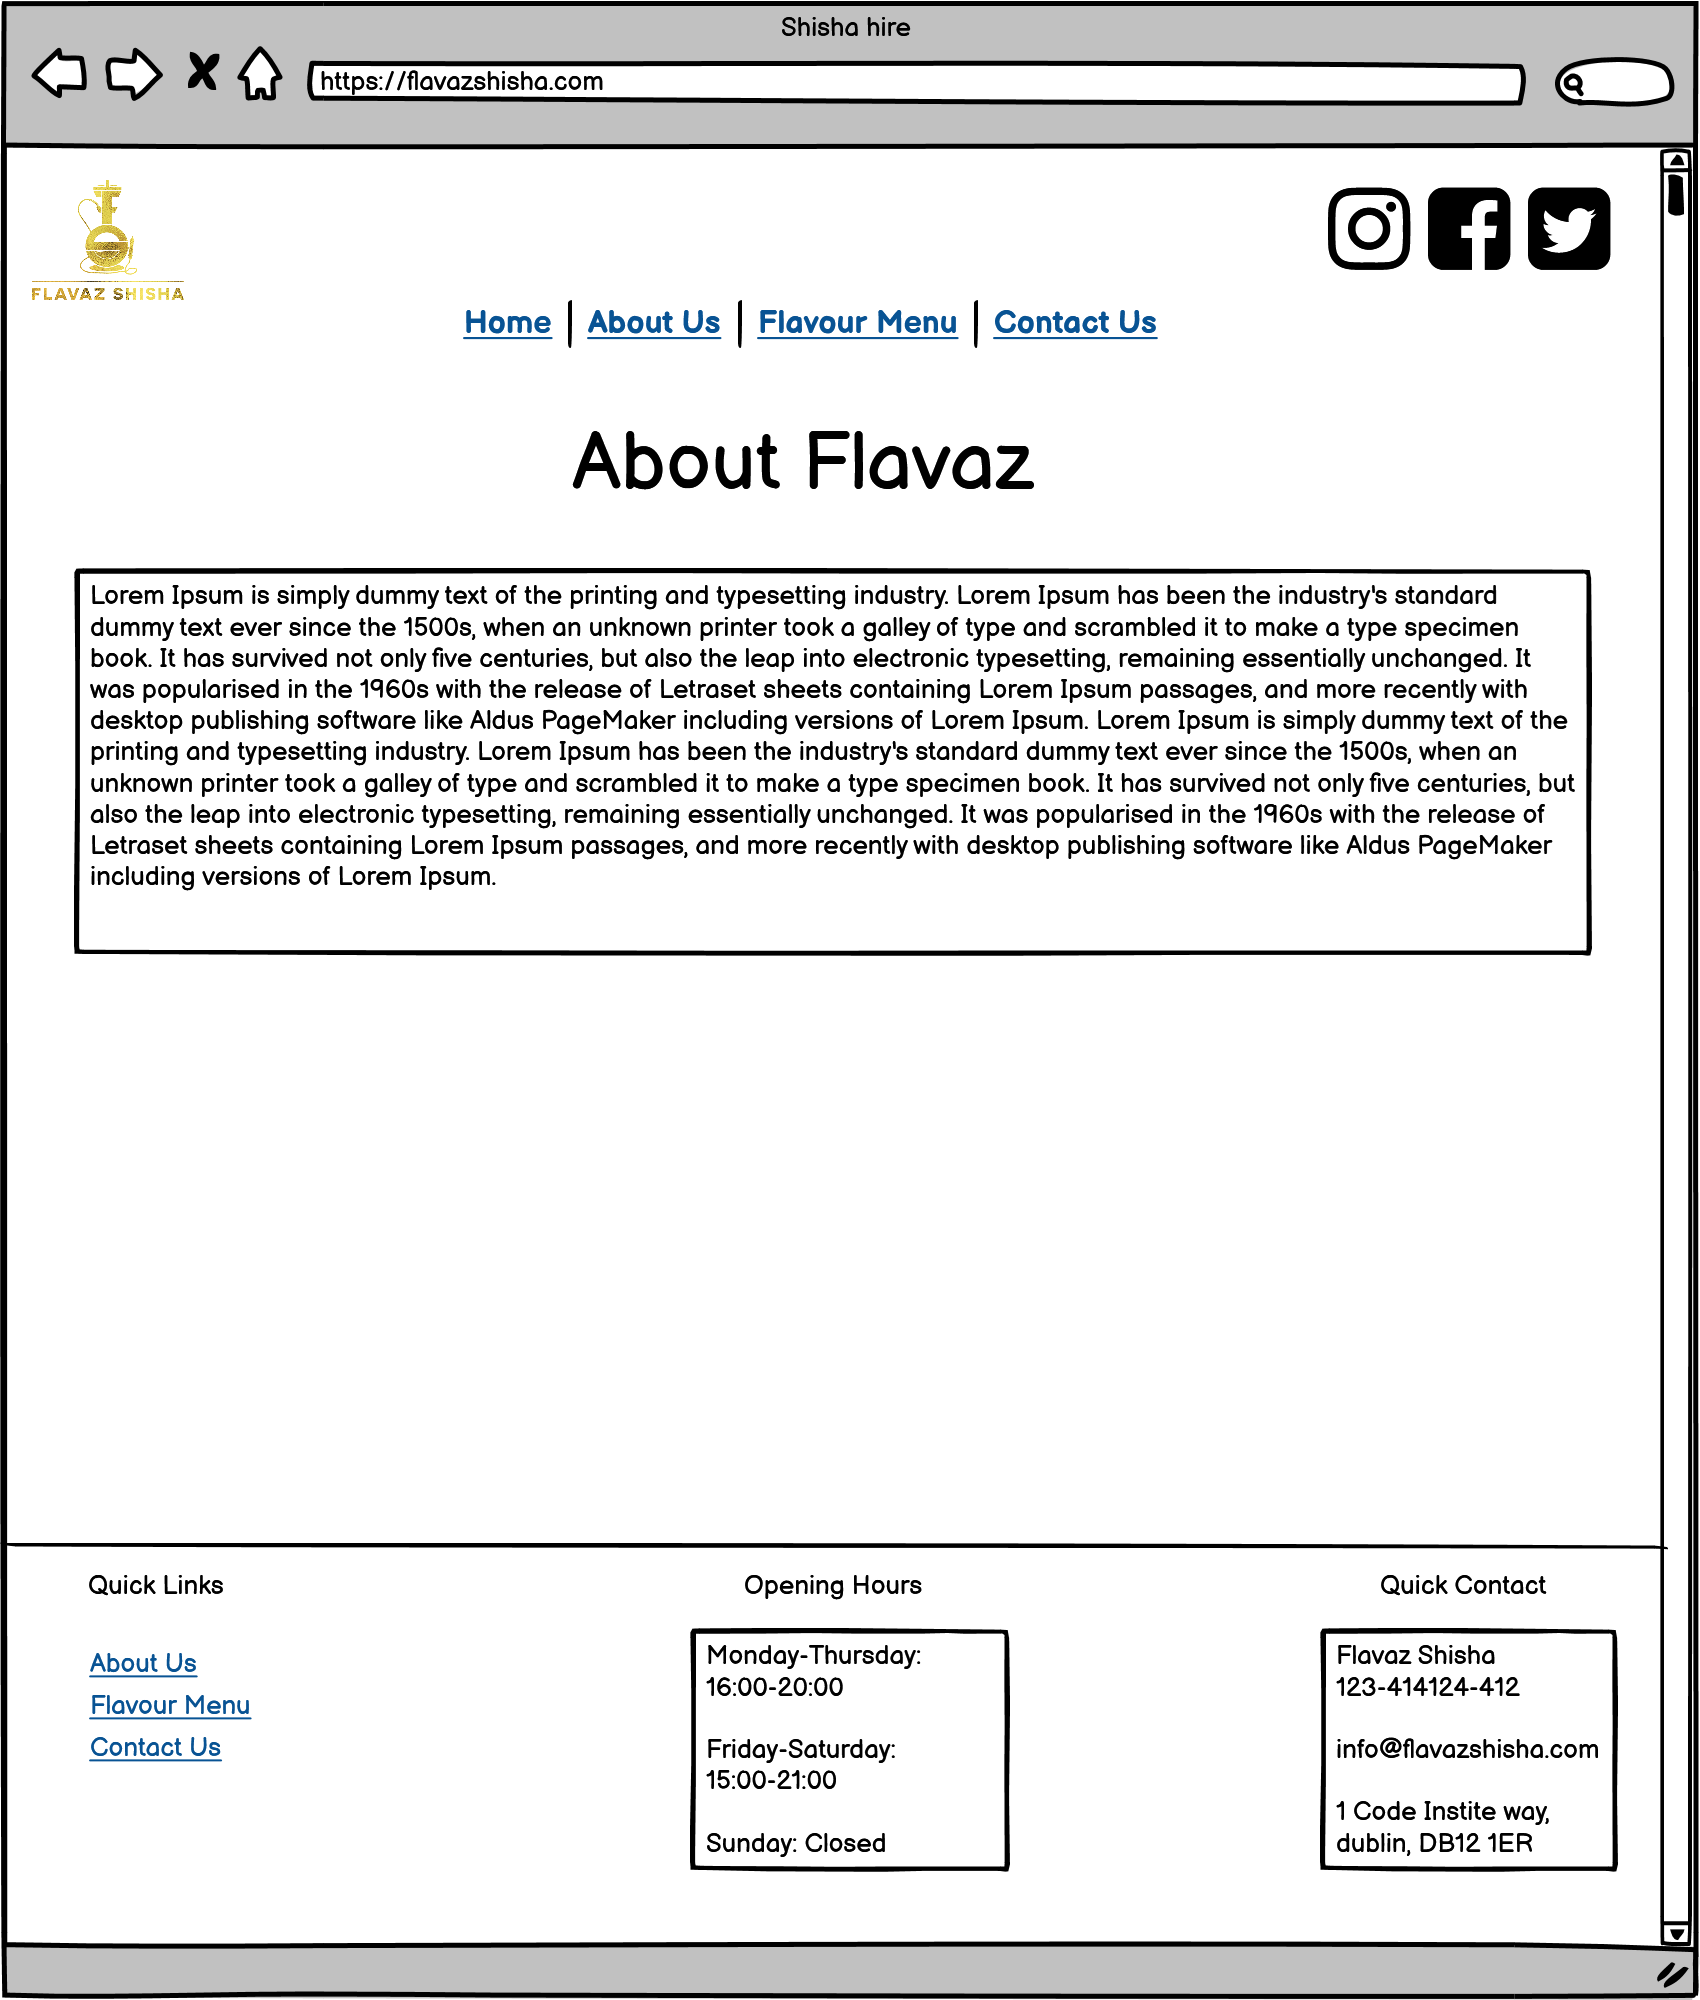 Shisha hire
https://flavazshisha.com
FLAVAZ SHISHA
Home | About Us | Flavour Menu | Contact Us
About Flavaz
Lorem Ipsum is simply dummy text of the printing and typesetting industry. Lorem Ipsum has been the industry's standard
dummy text ever since the 1500s, when an unknown printer took a galley of type and scrambled it to make a type specimen
book. It has survived not only five centuries, but also the leap into electronic typesetting, remaining essentially unchanged. It
was popularised in the 1960s with the release of Letraset sheets containing Lorem Ipsum passages, and more recently with
desktop publishing software like Aldus PageMaker including versions of Lorem Ipsum. Lorem Ipsum is simply dummy text of the
printing and typesetting industry. Lorem Ipsum has been the industry's standard dummy text ever since the 1500s, when an
unknown printer took a galley of type and scrambled it to make a type specimen book. It has survived not only five centuries, but
also the leap into electronic typesetting, remaining essentially unchanged. It was popularised in the 1960s with the release of
Letraset sheets containing Lorem Ipsum passages, and more recently with desktop publishing software like Aldus PageMaker
including versions of Lorem Ipsum.
Quick Links
About Us
Flavour Menu
Contact Us
Opening Hours
Monday-Thursday:
16:00-20:00
Friday-Saturday:
15:00-21:00
Sunday: Closed
Quick Contact
Flavaz Shisha
123-414124-412
info@flavazshisha.com
1 Code Instite way,
dublin, DB12 1ER